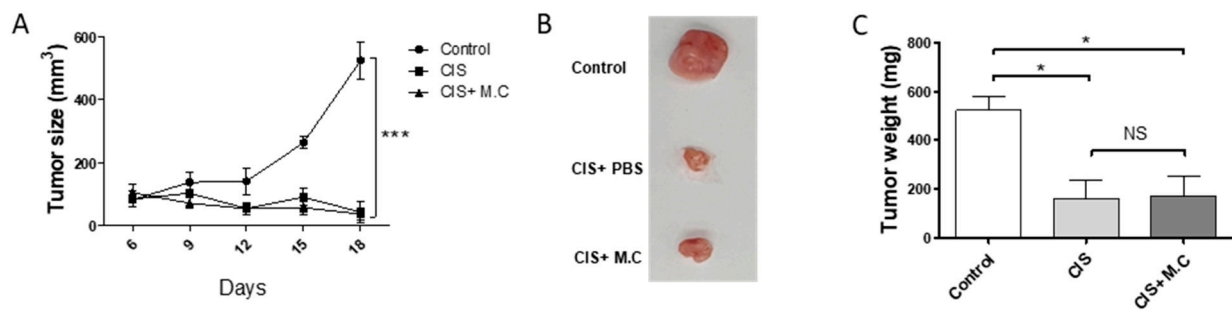 A
Tumor size (mm³)
600
400
200
0
6
9
12
15
18
Days
Control
CIS
CIS+ M.C
***
B
Control
CIS+ PBS
CIS+ M.C
C
Tumor weight (mg)
800
600
400
200
0
*
*
NS
Control
CIS
CIS+ M.C